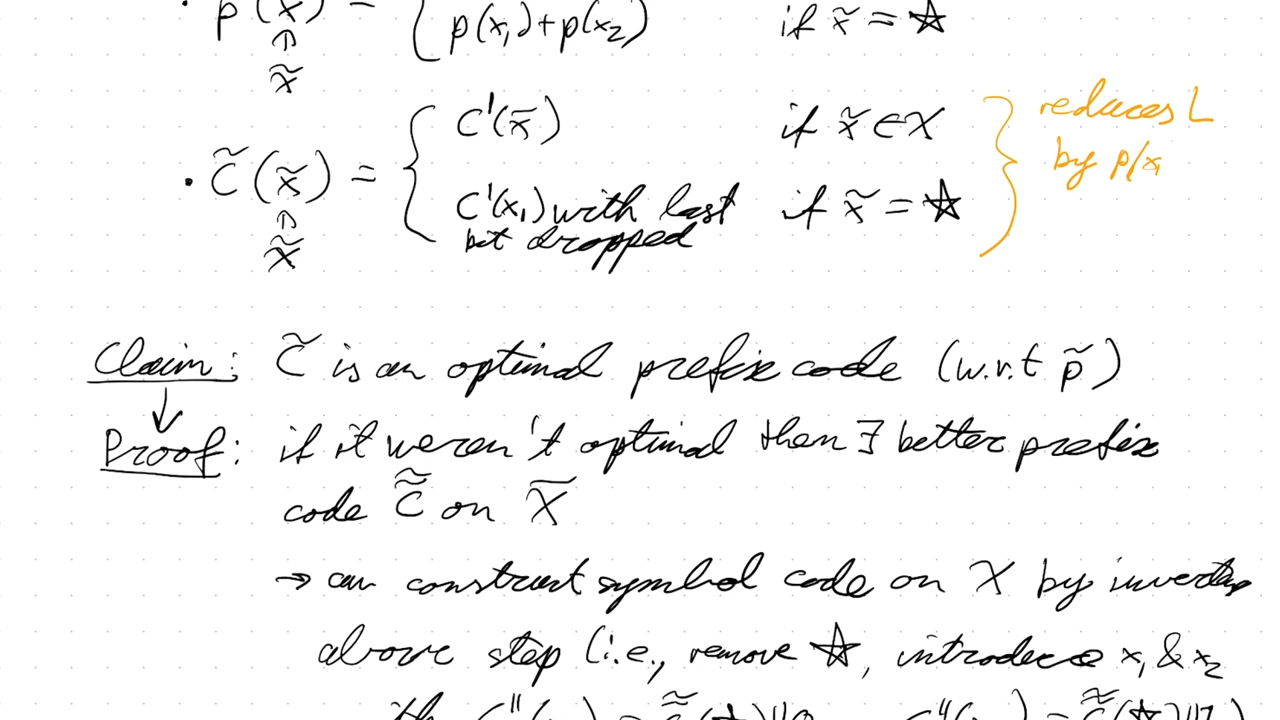 · p̃(x̃) = { p(x₁)+p(x₂) if x̃ = ☆
↑
x̃
C'(x̃) if x̃ ∈ X
reduces L
by p(x,
· C̃(x̃) = {
↑
x̃
C'(x₁) with last if x̃ = ☆
bit dropped
Claim: C̃ is an optimal prefix code (w.r.t p̃)
↓
Proof: if it weren't optimal then ∃ better prefix
code C̃̃ on X̃
→ can construct symbol code on X by inverting
above step (i.e., remove ☆, introduce x₁ & x₂